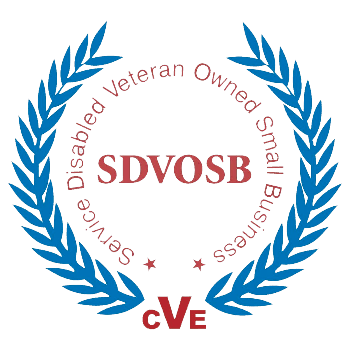 Service Disabled Veteran Owned Small Business
SDVOSB
CVE